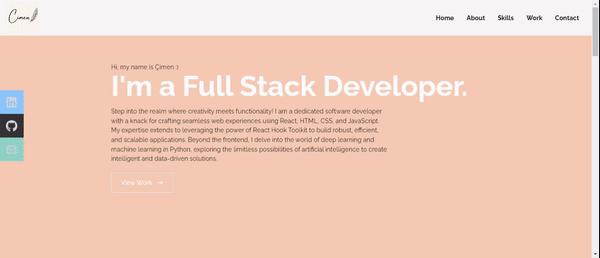 Cimen
Home About Skills Work Contact
Hi, my name is Çimen :)
I'm a Full Stack Developer.
Step into the realm where creativity meets functionality! I am a dedicated software developer
with a knack for crafting seamless web experiences using React, HTML, CSS, and JavaScript.
My expertise extends to leveraging the power of React Hook Toolkit to build robust, efficient,
and scalable applications. Beyond the frontend, I delve into the world of deep learning and
machine learning in Python, exploring the limitless possibilities of artificial intelligence to create
intelligent and data-driven solutions.
View Work →